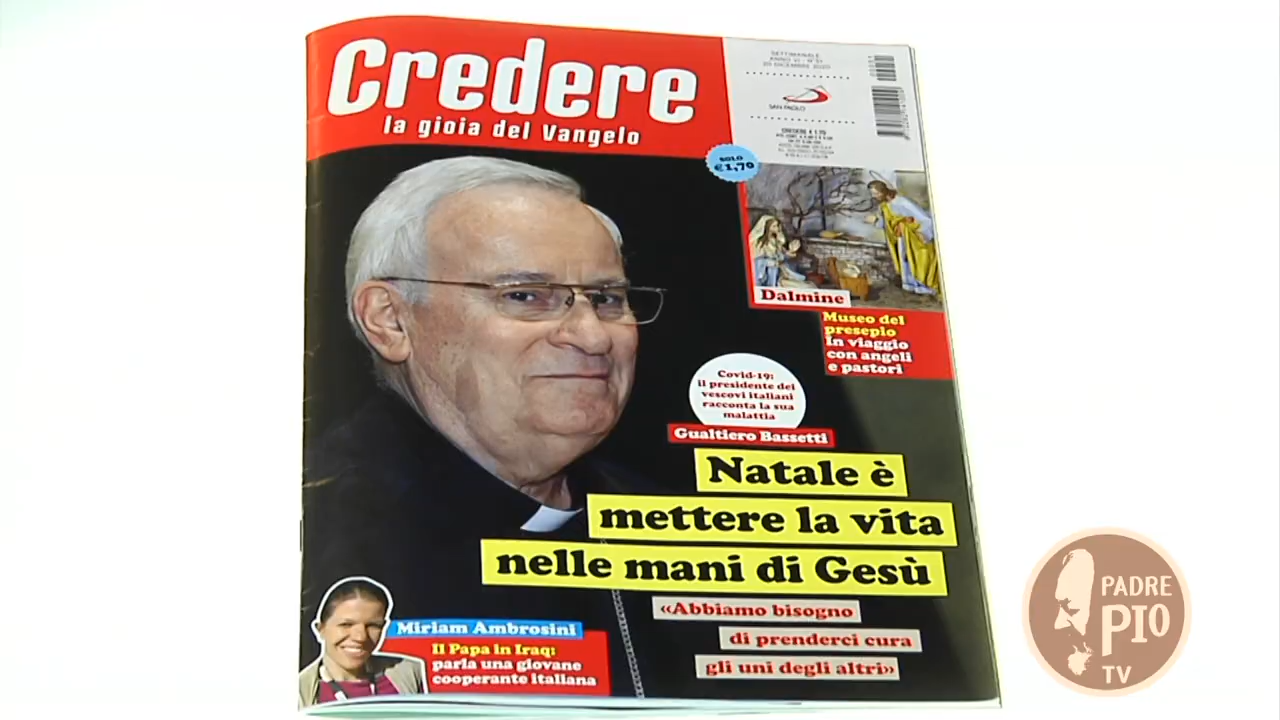 Credere
la gioia del Vangelo
SETTIMANALE
SAN PAOLO
SOLO
€1,70
Dalmine
Museo del
presepio
In viaggio
con angeli
e pastori
Covid-19:
il presidente dei
vescovi italiani
racconta la sua
malattia
Gualtiero Bassetti
Natale è
mettere la vita
nelle mani di Gesù
«Abbiamo bisogno
di prenderci cura
gli uni degli altri»
Miriam Ambrosini
Il Papa in Iraq:
parla una giovane
cooperante italiana
PADRE
PIO
TV